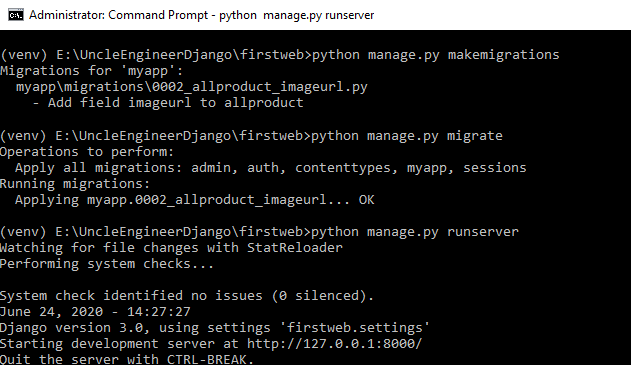 Administrator: Command Prompt - python  manage.py runserver
(venv) E:\UncleEngineerDjango\firstweb>python manage.py makemigrations
Migrations for 'myapp':
  myapp\migrations\0002_allproduct_imageurl.py
    - Add field imageurl to allproduct
(venv) E:\UncleEngineerDjango\firstweb>python manage.py migrate
Operations to perform:
  Apply all migrations: admin, auth, contenttypes, myapp, sessions
Running migrations:
  Applying myapp.0002_allproduct_imageurl... OK
(venv) E:\UncleEngineerDjango\firstweb>python manage.py runserver
Watching for file changes with StatReloader
Performing system checks...
System check identified no issues (0 silenced).
June 24, 2020 - 14:27:27
Django version 3.0, using settings 'firstweb.settings'
Starting development server at http://127.0.0.1:8000/
Quit the server with CTRL-BREAK.